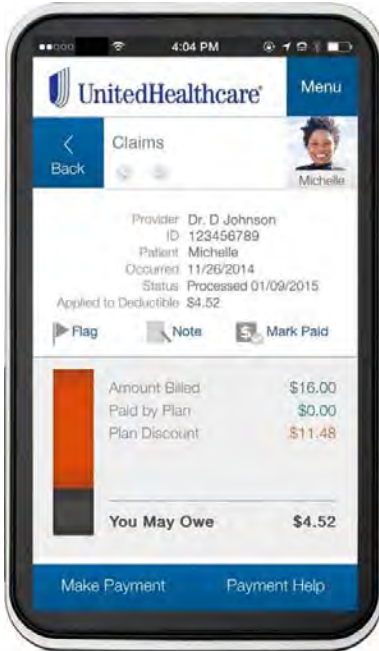 4:04 PM
UnitedHealthcare
Menu
Back
Claims
Michelle
Provider Dr. D Johnson
ID 123456789
Patient Michelle
Occurred 11/26/2014
Status Processed 01/09/2015
Applied to Deductible $4.52
Flag Note $ Mark Paid
Amount Billed $16.00
Paid by Plan $0.00
Plan Discount $11.48
You May Owe $4.52
Make Payment Payment Help